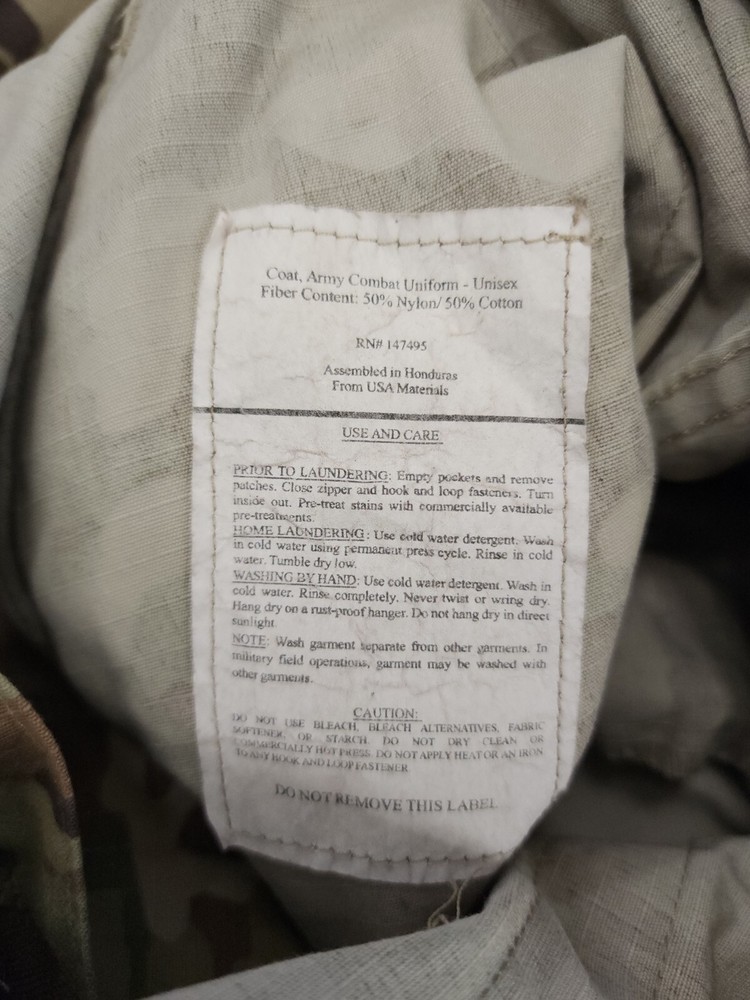 Coat, Army Combat Uniform - Unisex
Fiber Content: 50% Nylon/ 50% Cotton
RN# 147495
Assembled in Honduras
From USA Materials
USE AND CARE
PRIOR TO LAUNDERING: Empty pockets and remove
patches. Close zipper and hook and loop fasteners. Turn
inside out. Pre-treat stains with commercially available
pre-treatments.
HOME LAUNDERING: Use cold water detergent. Wash
in cold water using permanent press cycle. Rinse in cold
water. Tumble dry low.
WASHING BY HAND: Use cold water detergent. Wash in
cold water. Rinse completely. Never twist or wring dry.
Hang dry on a rust-proof hanger. Do not hang dry in direct
sunlight.
NOTE: Wash garment separate from other garments. In
military field operations, garment may be washed with
other garments.
CAUTION:
DO NOT USE BLEACH, BLEACH ALTERNATIVES, FABRIC
SOFTENER, OR STARCH. DO NOT DRY CLEAN OR
COMMERCIALLY HOT PRESS. DO NOT APPLY HEAT OR AN IRON
TO ANY HOOK AND LOOP FASTENER
DO NOT REMOVE THIS LABEL